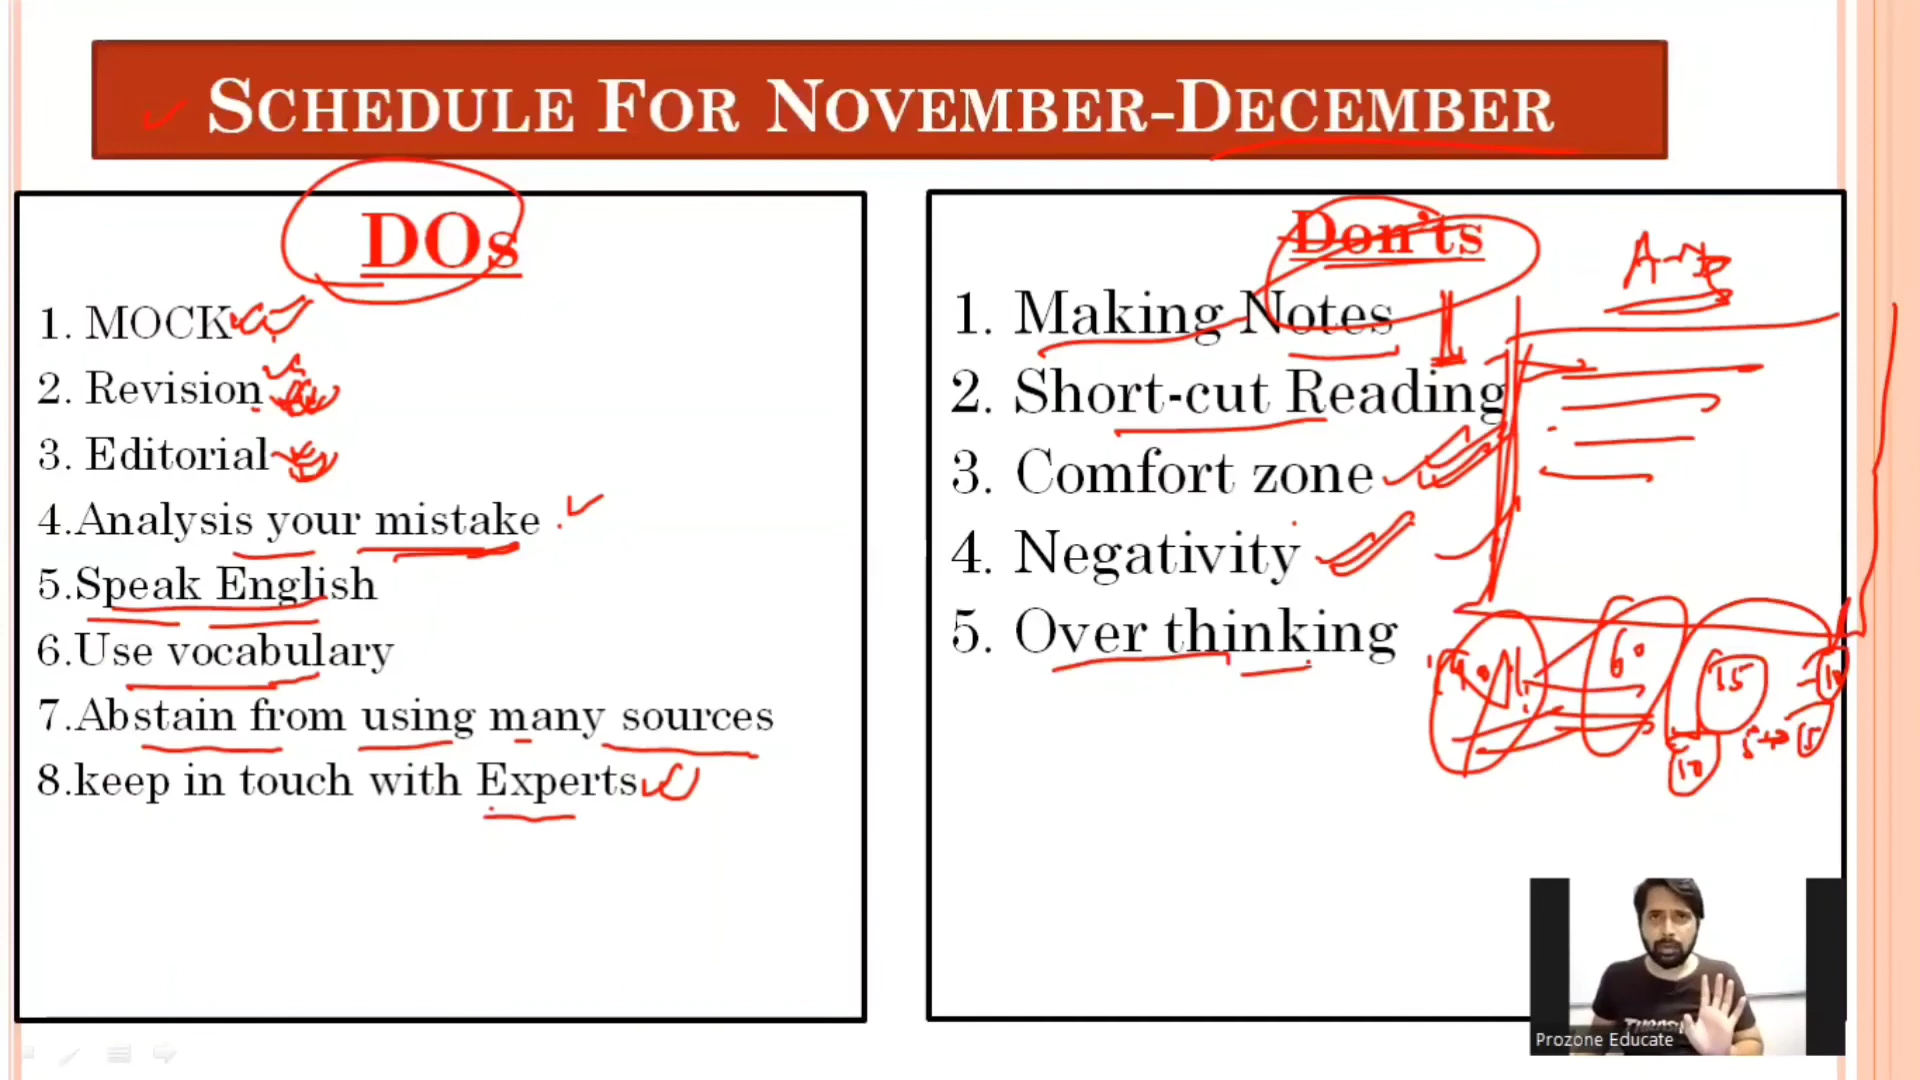 SCHEDULE FOR NOVEMBER-DECEMBER
DOs
1. MOCK
2. Revision
3. Editorial
4.Analysis your mistake
5.Speak English
6.Use vocabulary
7.Abstain from using many sources
8.keep in touch with Experts
Don'ts
1. Making Notes
2. Short-cut Reading
3. Comfort zone
4. Negativity
5. Over thinking
60
15
10
Prozone Educate